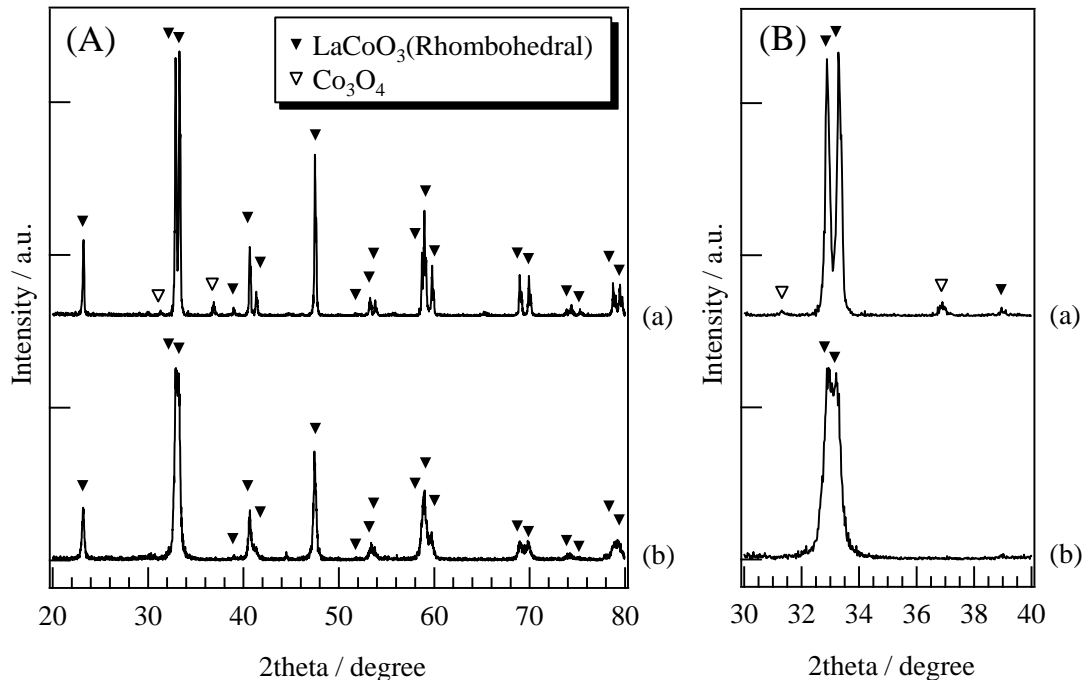 (A)
▼ LaCoO₃(Rhombohedral)
▽ Co₃O₄
Intensity / a.u.
(a)
(b)
20 30 40 50 60 70 80
2theta / degree
(B)
Intensity / a.u.
(a)
(b)
30 32 34 36 38 40
2theta / degree